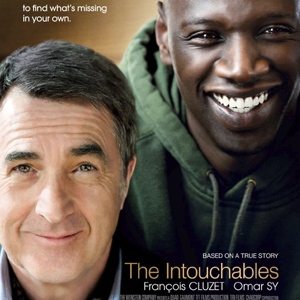 to find what's missing
in your own.
BASED ON A TRUE STORY
The Intouchables
François CLUZET Omar SY